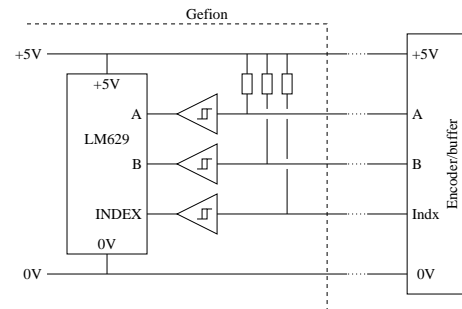 Gefion
+5V
+5V
+5V
A
A
LM629
B
B
INDEX
Indx
0V
0V
0V
Encoder/buffer